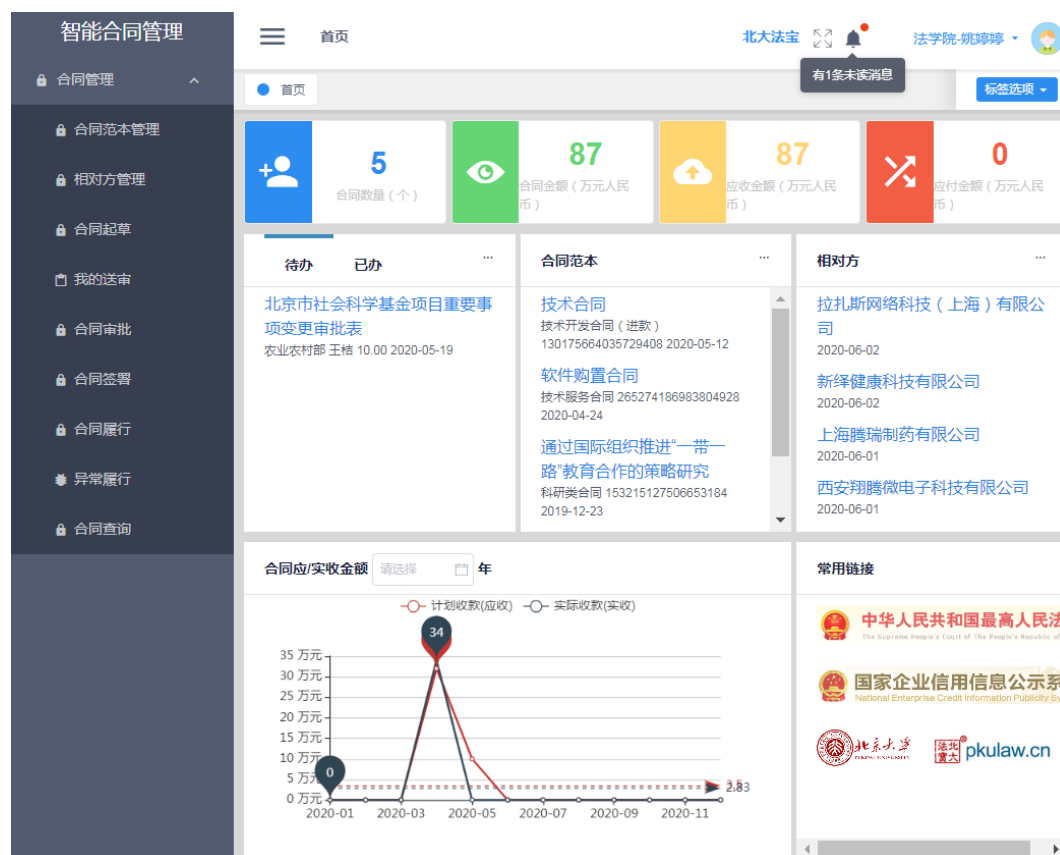 智能合同管理
首页
北大法宝
法学院-姚婷婷
合同管理
有1条未读消息
首页
标签选项
合同范本管理
相对方管理
合同起草
我的送审
合同审批
合同签署
合同履行
异常履行
合同查询
5
合同数量（个）
87
合同金额（万元人民
币）
87
应收金额（万元人民
币）
0
应付金额（万元人民
币）
待办
已办
...
北京市社会科学基金项目重要事
项变更审批表
农业农村部 王桔 10.00 2020-05-19
合同范本
...
技术合同
技术开发合同（进款）
130175664035729408 2020-05-12
软件购置合同
技术服务合同 265274186983804928
2020-04-24
通过国际组织推进“一带一
路”教育合作的策略研究
科研类合同 153215127506653184
2019-12-23
相对方
...
拉扎斯网络科技（上海）有限公
司
2020-06-02
新绎健康科技有限公司
2020-06-02
上海腾瑞制药有限公司
2020-06-01
西安翔腾微电子科技有限公司
2020-06-01
合同应/实收金额
请选择
年
计划收款(应收)
实际收款(实收)
34
35 万元
30 万元
25 万元
20 万元
15 万元
10 万元
5 万元
0 万元
0
2.83
2020-01
2020-03
2020-05
2020-07
2020-09
2020-11
常用链接
中华人民共和国最高人民法
The Supreme People's Court of The People's Republic of
国家企业信用信息公示系
National Enterprise Credit Information Publicity Sy
北京大学
PEKING UNIVERSITY
法北
寶大
pkulaw.cn